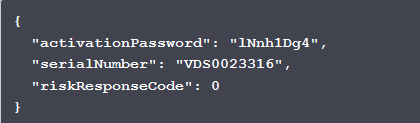 {
"activationPassword": "lNnh1Dg4",
"serialNumber": "VDS0023316",
"riskResponseCode": 0
}